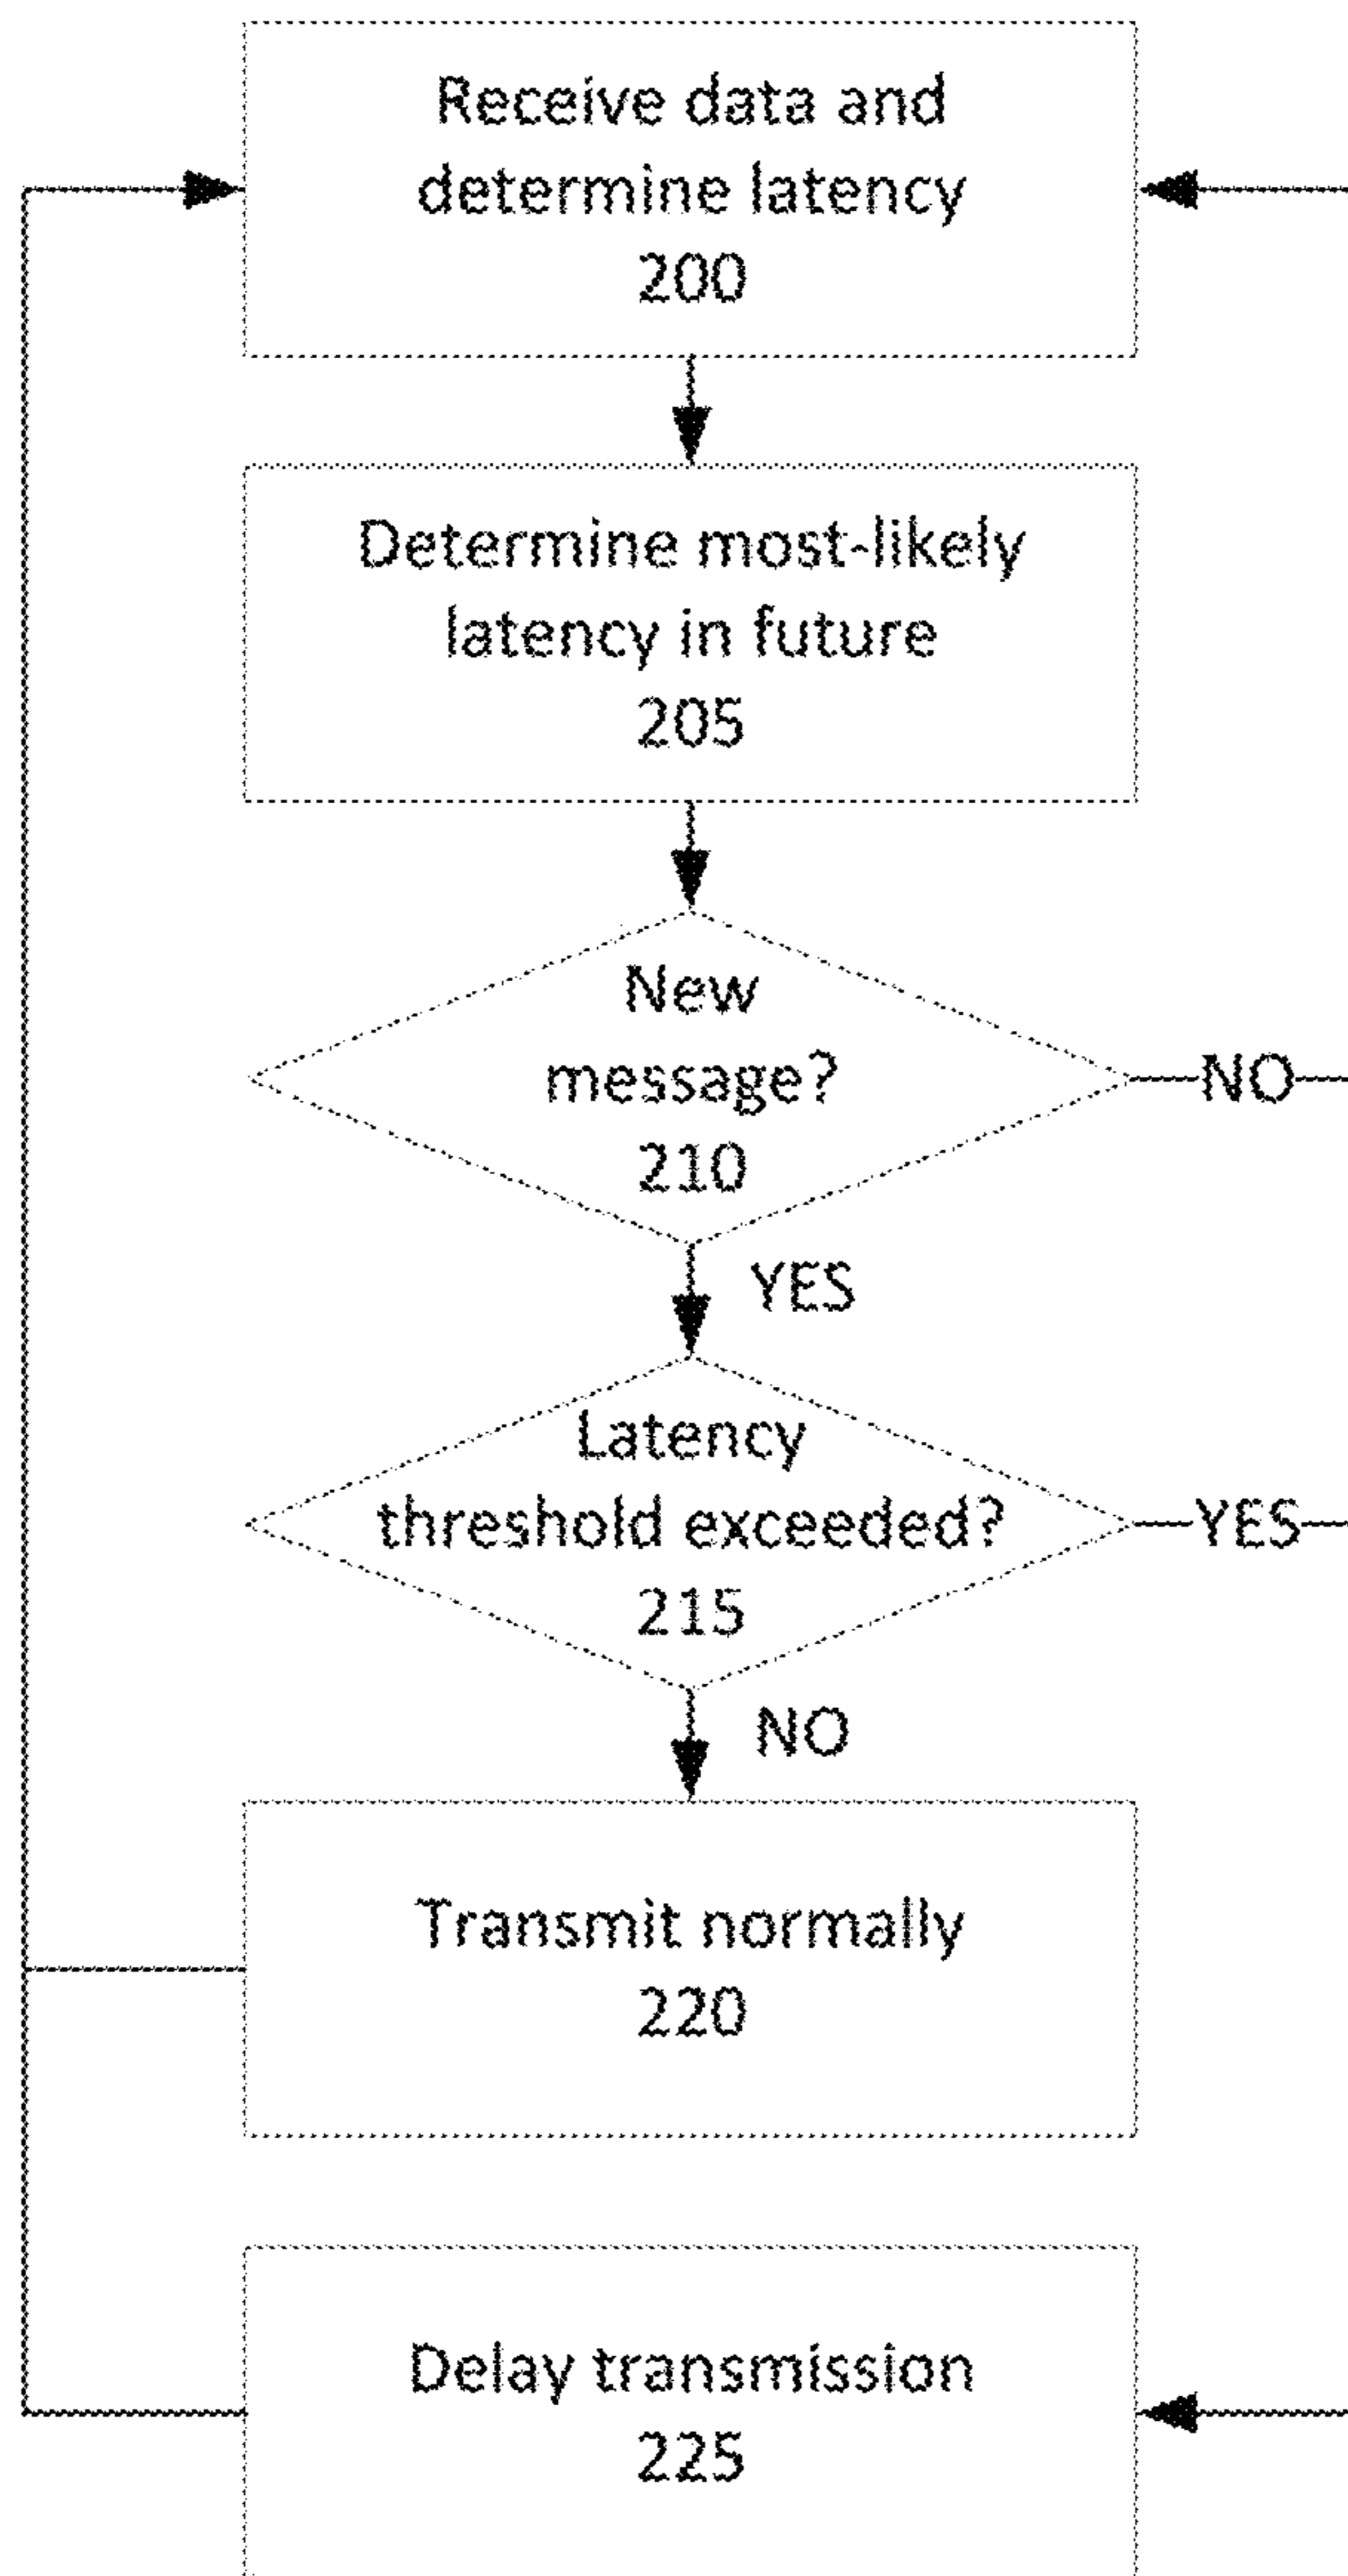 Receive data and
determine latency
200
Determine most-likely
latency in future
205
New
message?
210
NO
YES
Latency
threshold exceeded?
215
YES
NO
Transmit normally
220
Delay transmission
225